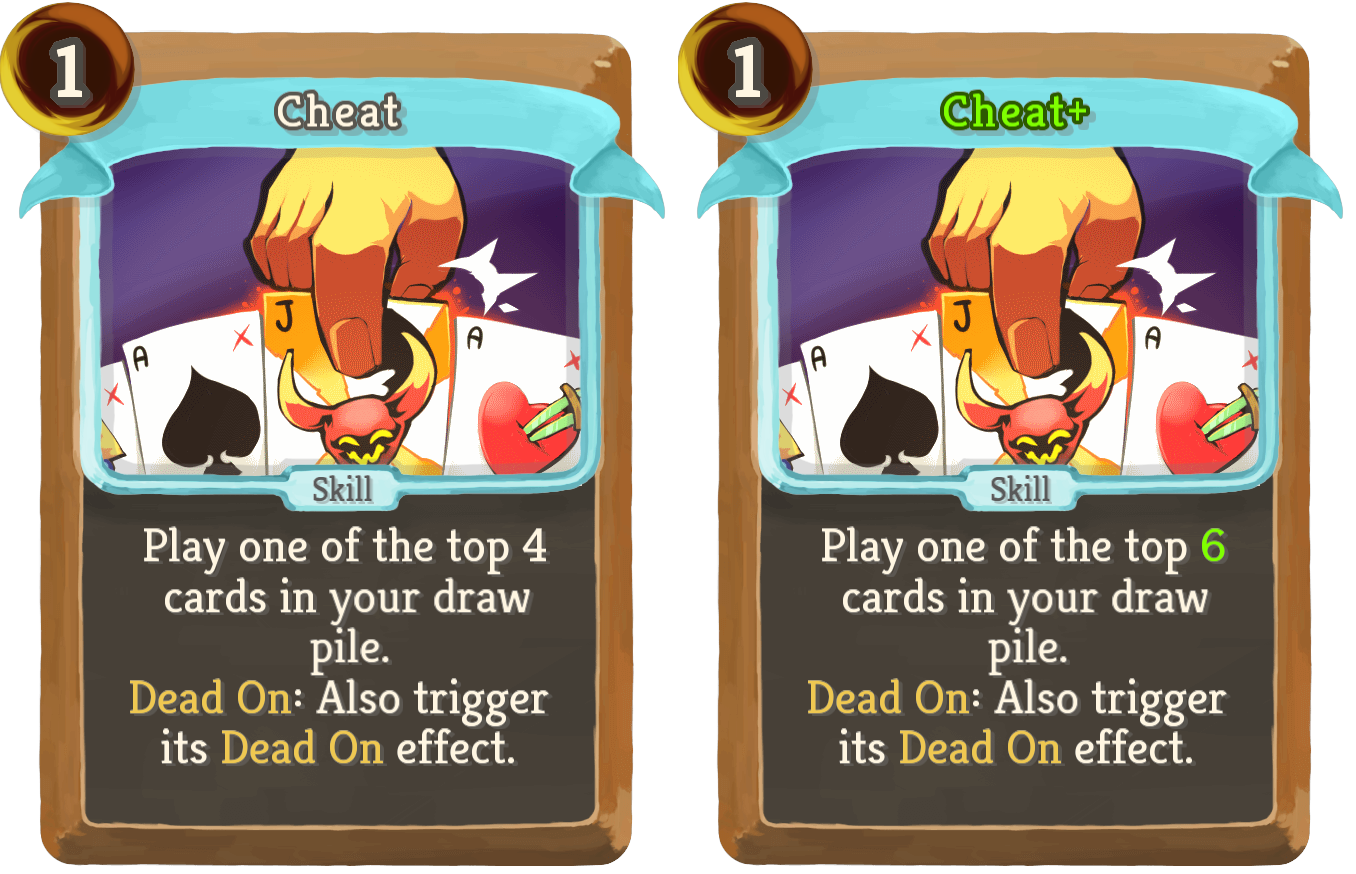 1
Cheat
J
A
A
Skill
Play one of the top 4
cards in your draw
pile.
Dead On: Also trigger
its Dead On effect.
1
Cheat+
J
A
A
Skill
Play one of the top 6
cards in your draw
pile.
Dead On: Also trigger
its Dead On effect.